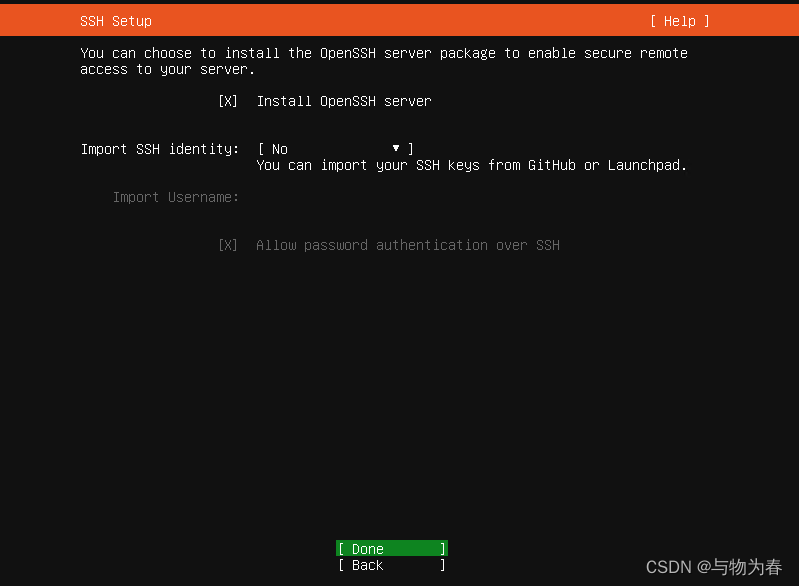 SSH Setup [ Help ]
You can choose to install the OpenSSH server package to enable secure remote
access to your server.
[X] Install OpenSSH server
Import SSH identity: [ No ▾ ]
You can import your SSH keys from GitHub or Launchpad.
Import Username:
[X] Allow password authentication over SSH
[ Done ]
[ Back ]
CSDN @与物为春